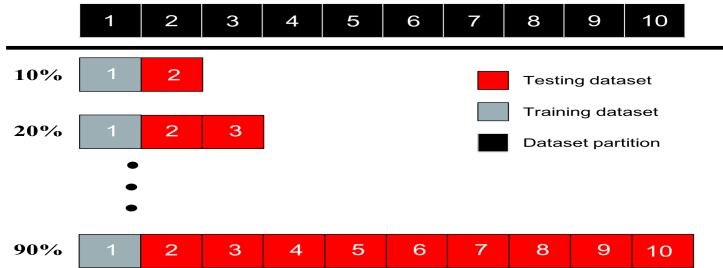 1 2 3 4 5 6 7 8 9 10
10% 1 2
Testing dataset
Training dataset
20% 1 2 3
Dataset partition
90% 1 2 3 4 5 6 7 8 9 10